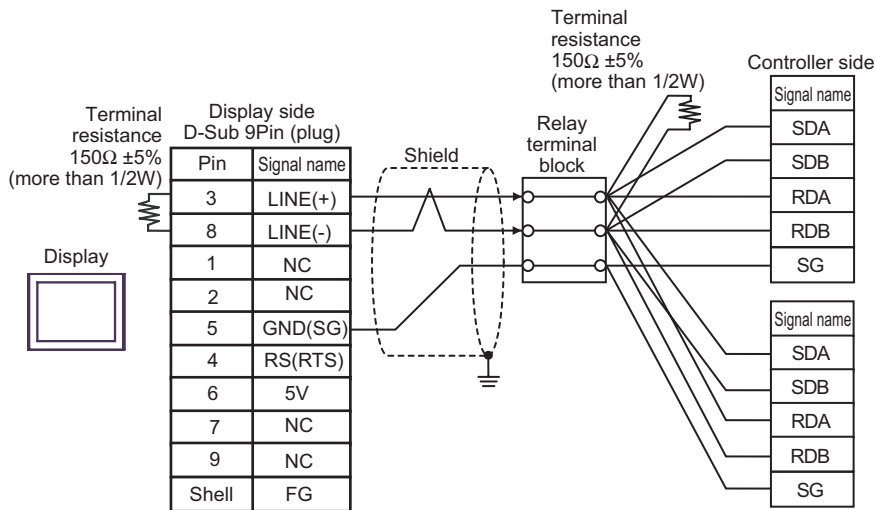 Terminal
resistance
150Ω ±5%
(more than 1/2W)
Controller side
Terminal
resistance
150Ω ±5%
(more than 1/2W)
Display side
D-Sub 9Pin (plug)
Relay
terminal
block
Shield
Display
Pin Signal name
3 LINE(+)
8 LINE(-)
1 NC
2 NC
5 GND(SG)
4 RS(RTS)
6 5V
7 NC
9 NC
Shell FG
Signal name
SDA
SDB
RDA
RDB
SG
Signal name
SDA
SDB
RDA
RDB
SG